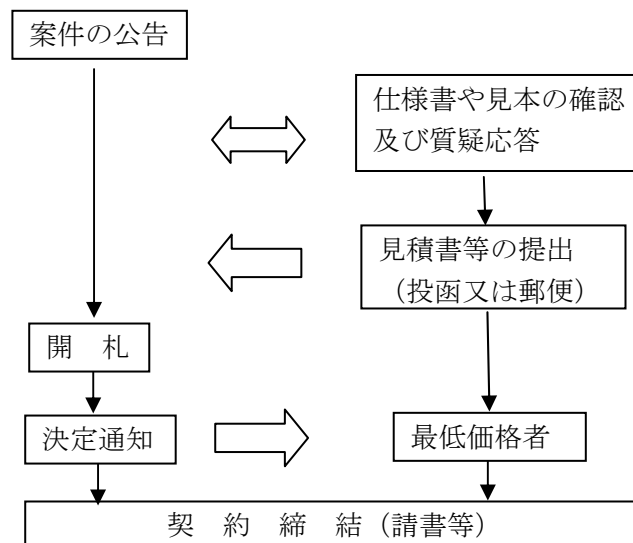 案件の公告
仕様書や見本の確認
及び質疑応答
見積書等の提出
（投函又は郵便）
開　札
決定通知
最低価格者
契　約　締　結（請書等）